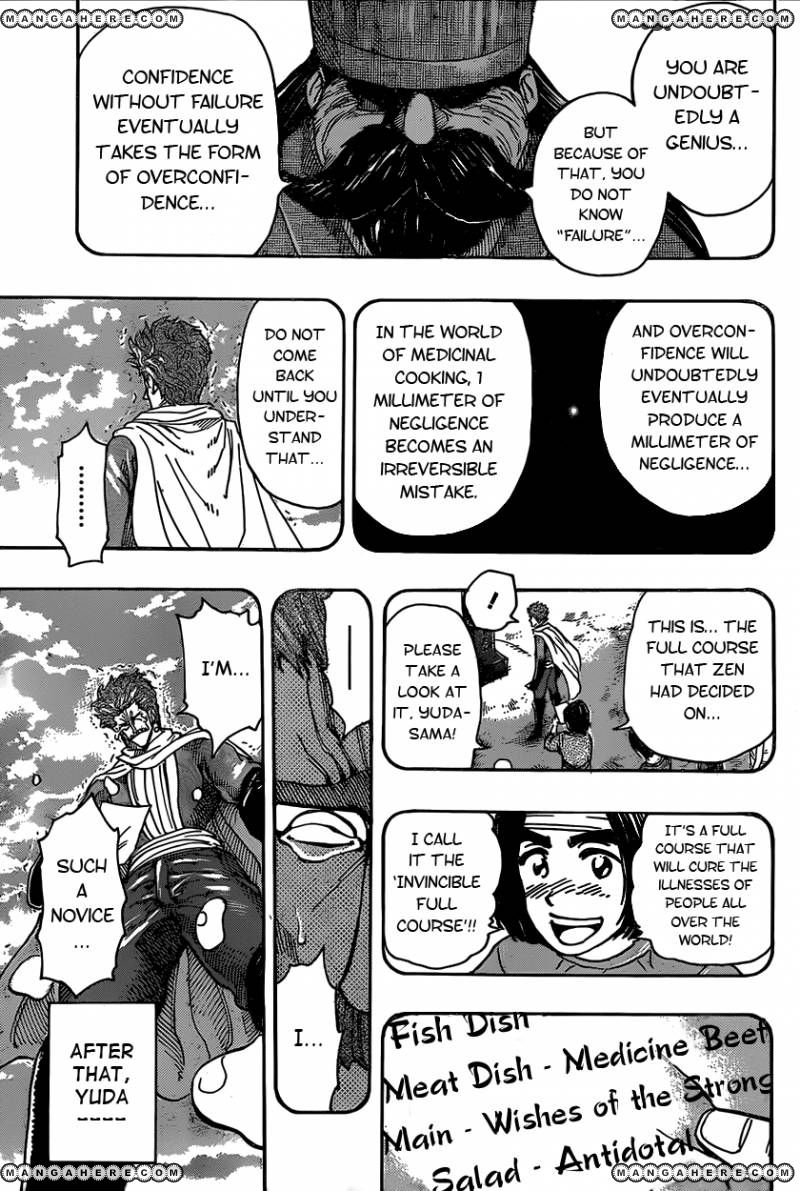 MANGAHERE.COM
MANGAHERE.COM
YOU ARE
UNDOUBT-
EDLY A
GENIUS...
BUT
BECAUSE OF
THAT, YOU
DO NOT
KNOW
"FAILURE"...
CONFIDENCE
WITHOUT FAILURE
EVENTUALLY
TAKES THE FORM
OF OVERCONFI-
DENCE...
AND OVERCON-
FIDENCE WILL
UNDOUBTEDLY
EVENTUALLY
PRODUCE A
MILLIMETER OF
NEGLIGENCE...
IN THE WORLD
OF MEDICINAL
COOKING, 1
MILLIMETER OF
NEGLIGENCE
BECOMES AN
IRREVERSIBLE
MISTAKE.
DO NOT
COME
BACK
UNTIL YOU
UNDER-
STAND
THAT...
.........
THIS IS... THE
FULL COURSE
THAT ZEN
HAD DECIDED
ON...
!
PLEASE
TAKE A
LOOK AT
IT, YUDA-
SAMA!
IT'S A FULL
COURSE THAT
WILL CURE THE
ILLNESSES OF
PEOPLE ALL
OVER THE
WORLD!
I CALL
IT THE
'INVINCIBLE
FULL
COURSE'!!
Fish Dish -
Meat Dish - Medicine Beef
Main - Wishes of the Strong
Salad - Antidotal
I...
I'M...
SUCH
A
NOVICE
...
AFTER
THAT,
YUDA
----
MANGAHERE.COM
MANGAHERE.COM